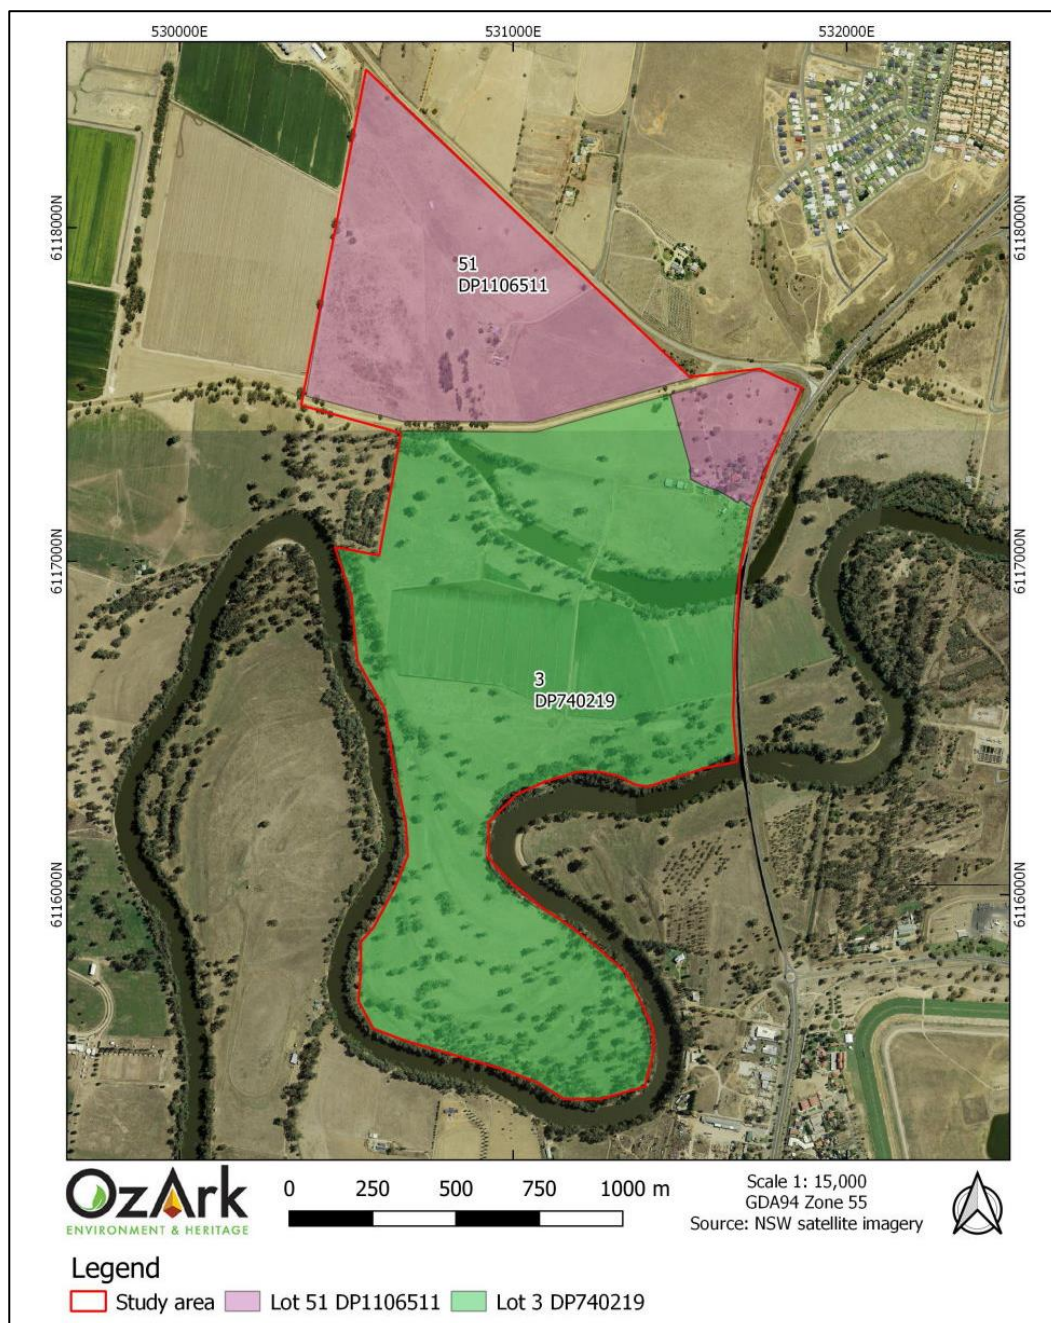 530000E 531000E 532000E
6118000N 6118000N
51
DP1106511
6117000N 6117000N
3
DP740219
6116000N 6116000N
OzArk
ENVIRONMENT & HERITAGE
0 250 500 750 1000 m
Scale 1: 15,000
GDA94 Zone 55
Source: NSW satellite imagery
Legend
Study area Lot 51 DP1106511 Lot 3 DP740219